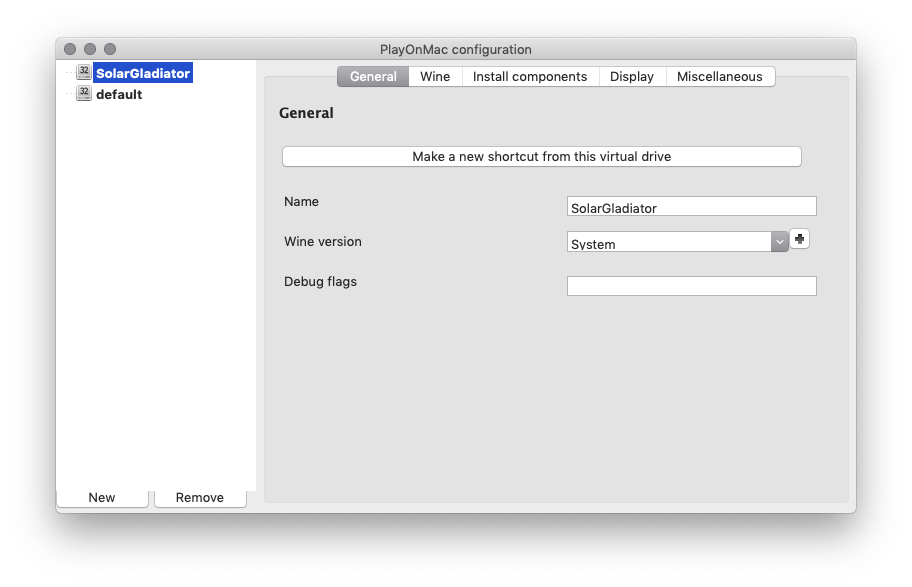 PlayOnMac configuration
32 SolarGladiator
32 default
General Wine Install components Display Miscellaneous
General
Make a new shortcut from this virtual drive
Name SolarGladiator
Wine version System
Debug flags
New Remove